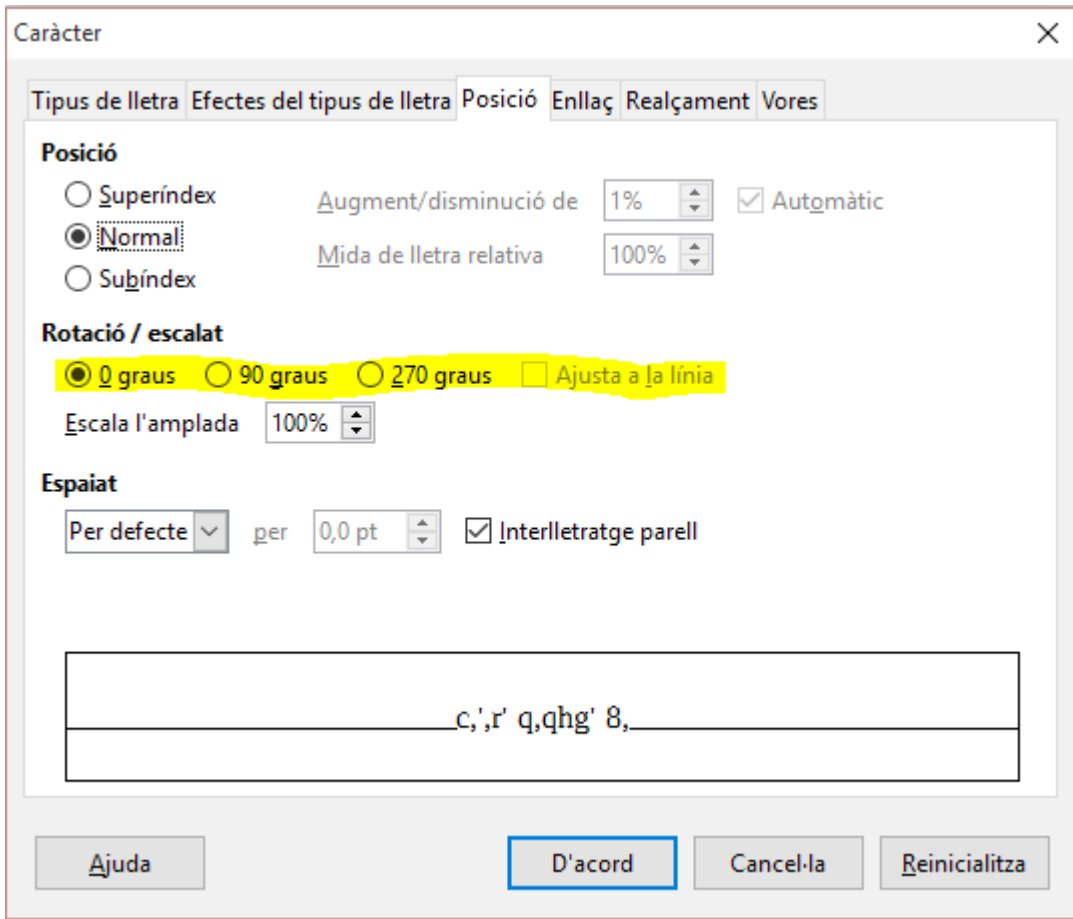 Caràcter
Tipus de lletra Efectes del tipus de lletra Posició Enllaç Realçament Vores
Posició
Superíndex Augment/disminució de 1% Automàtic
Normal Mida de lletra relativa 100%
Subíndex
Rotació / escalat
0 graus 90 graus 270 graus Ajusta a la línia
Escala l'amplada 100%
Espaiat
Per defecte per 0,0 pt Interlletratge parell
c,',r' q,qhg' 8,
Ajuda D'acord Cancel·la Reinicialitza